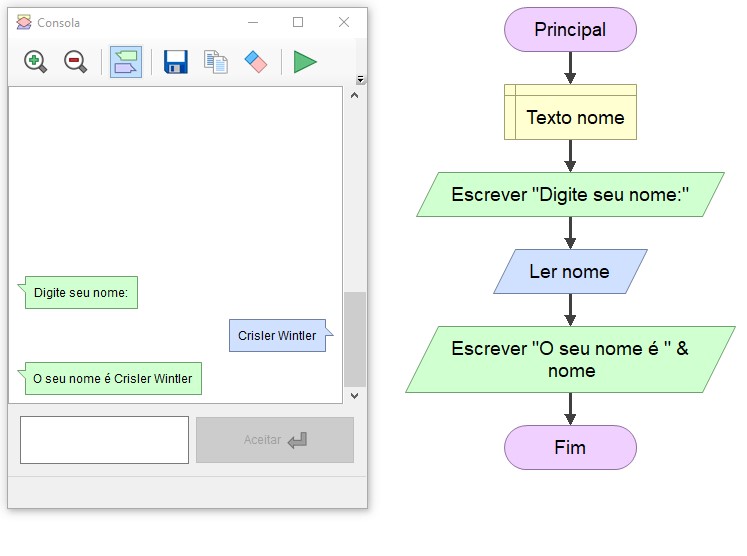 Consola
Digite seu nome:
Crisler Wintler
O seu nome é Crisler Wintler
Aceitar
Principal
Texto nome
Escrever "Digite seu nome:"
Ler nome
Escrever "O seu nome é " &
nome
Fim